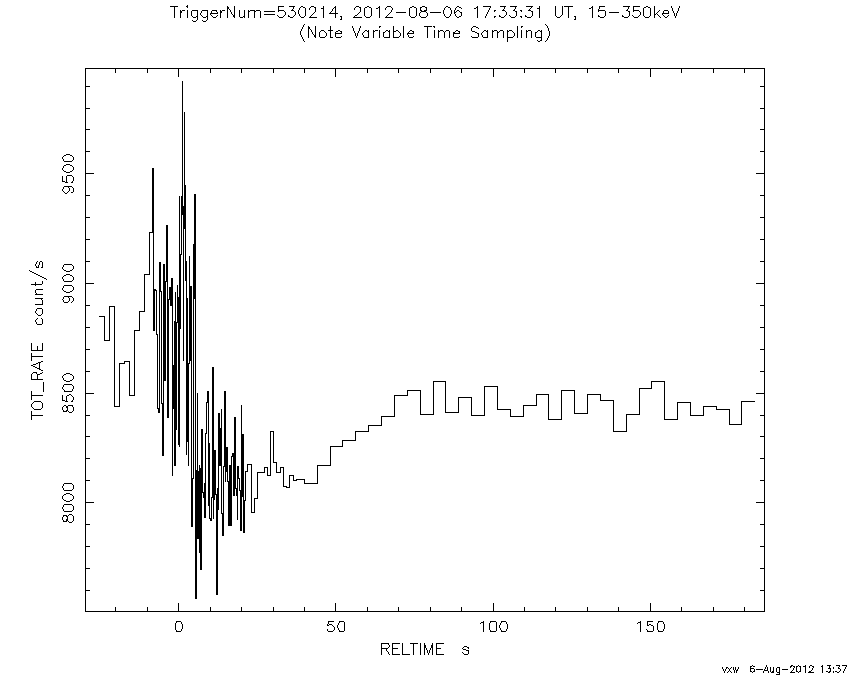 TriggerNum=530214, 2012-08-06 17:33:31 UT, 15-350keV
(Note Variable Time Sampling)
TOT_RATE count/s
9500
9000
8500
8000
0 50 100 150
RELTIME s
vxw 6-Aug-2012 13:37